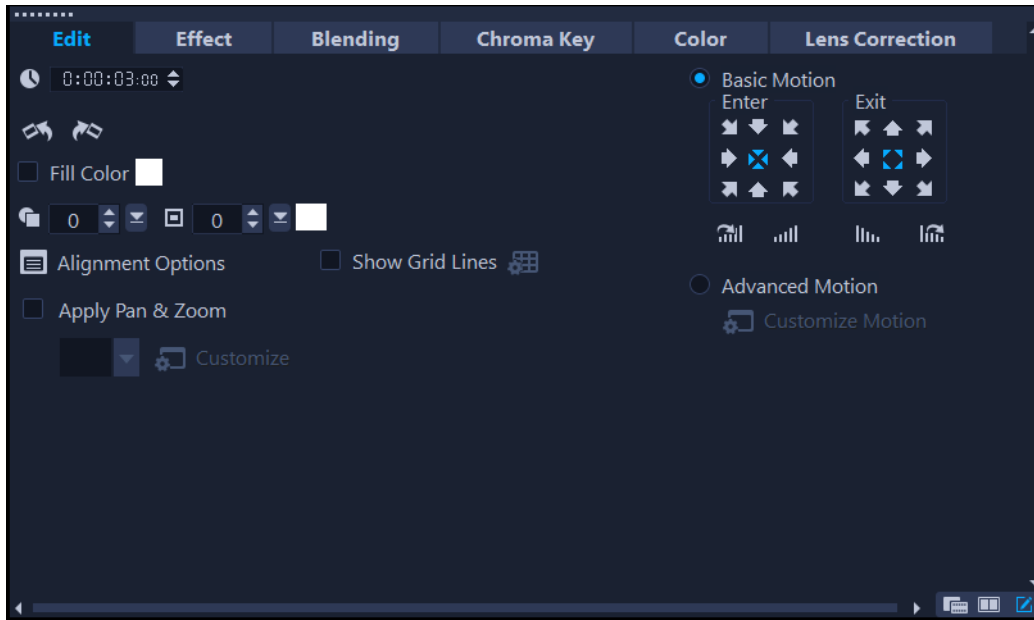 Edit Effect Blending Chroma Key Color Lens Correction
0:00:03:00
Basic Motion
Enter Exit
Fill Color
0 0
Alignment Options Show Grid Lines
Advanced Motion
Apply Pan & Zoom
Customize Motion
Customize